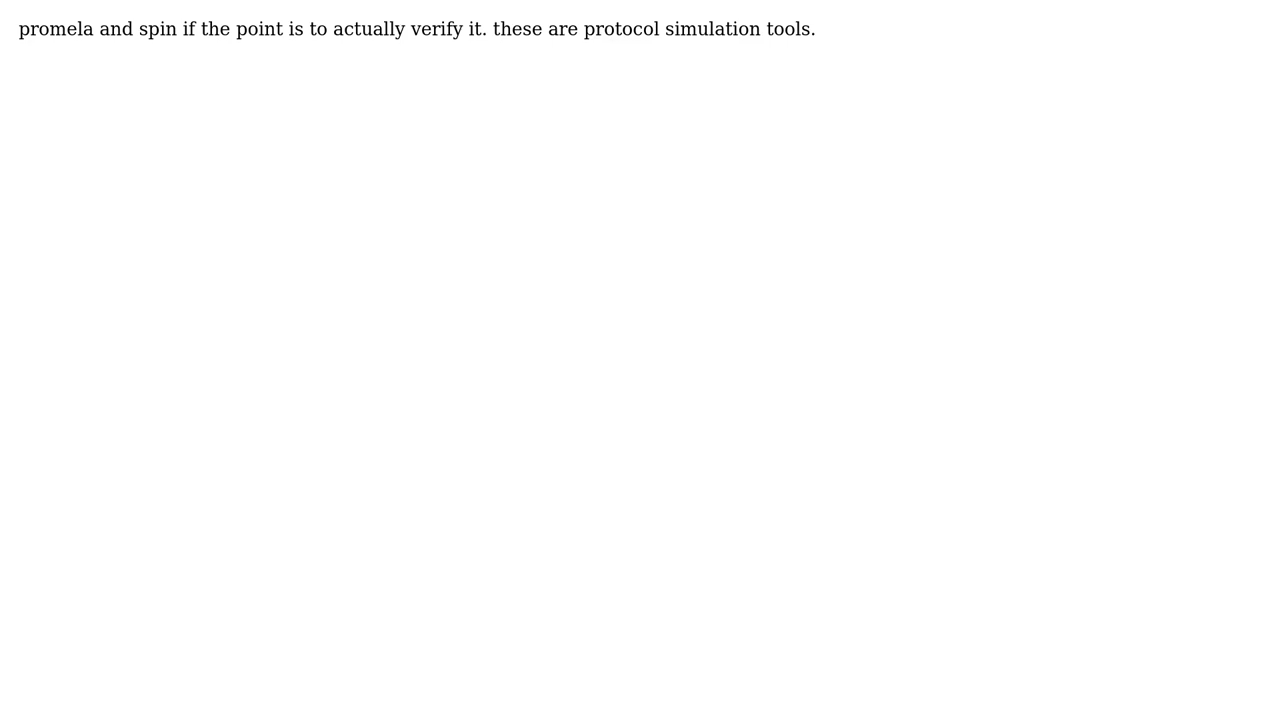 promela and spin if the point is to actually verify it. these are protocol simulation tools.